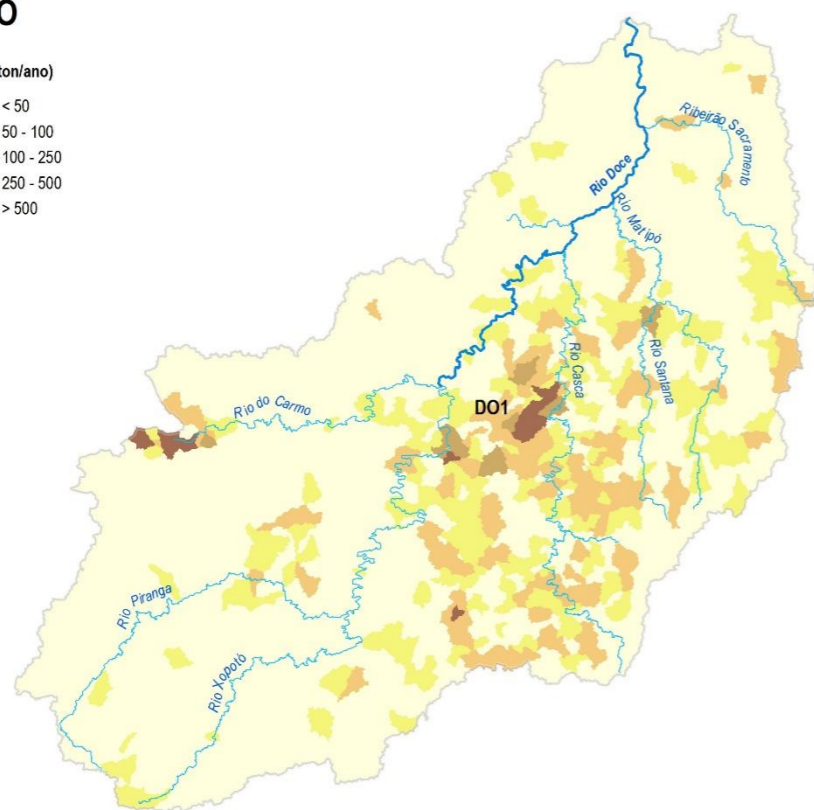 O
ton/ano)
< 50
50 - 100
100 - 250
250 - 500
> 500
Ribeirão Sacramento
Rio Doce
Rio Matipó
Rio Casca
Rio Santana
DO1
Rio do Carmo
Rio Piranga
Rio Xopotó